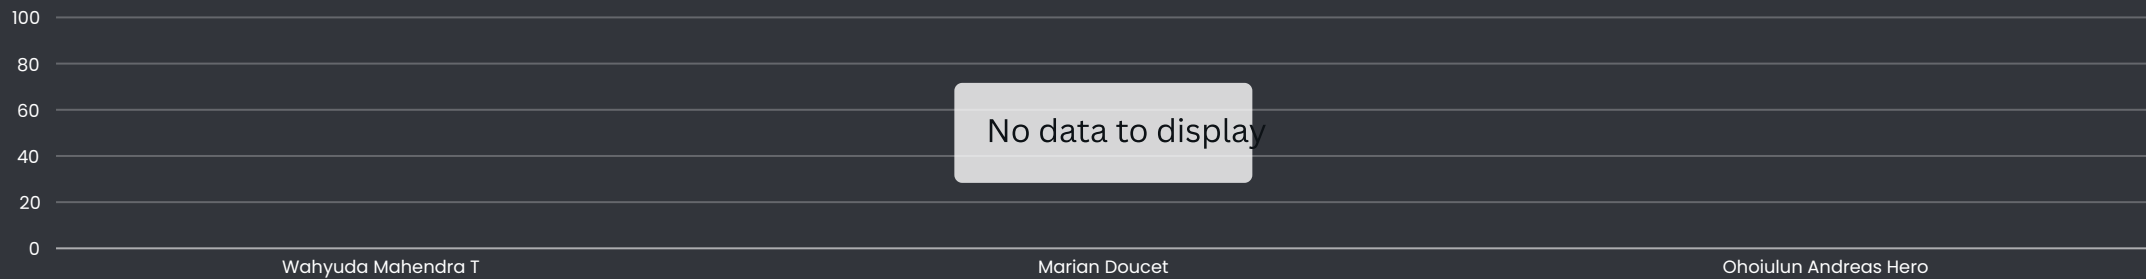 100
80
60
40
20
0
No data to display
Wahyuda Mahendra T
Marian Doucet
Ohoiulun Andreas Hero